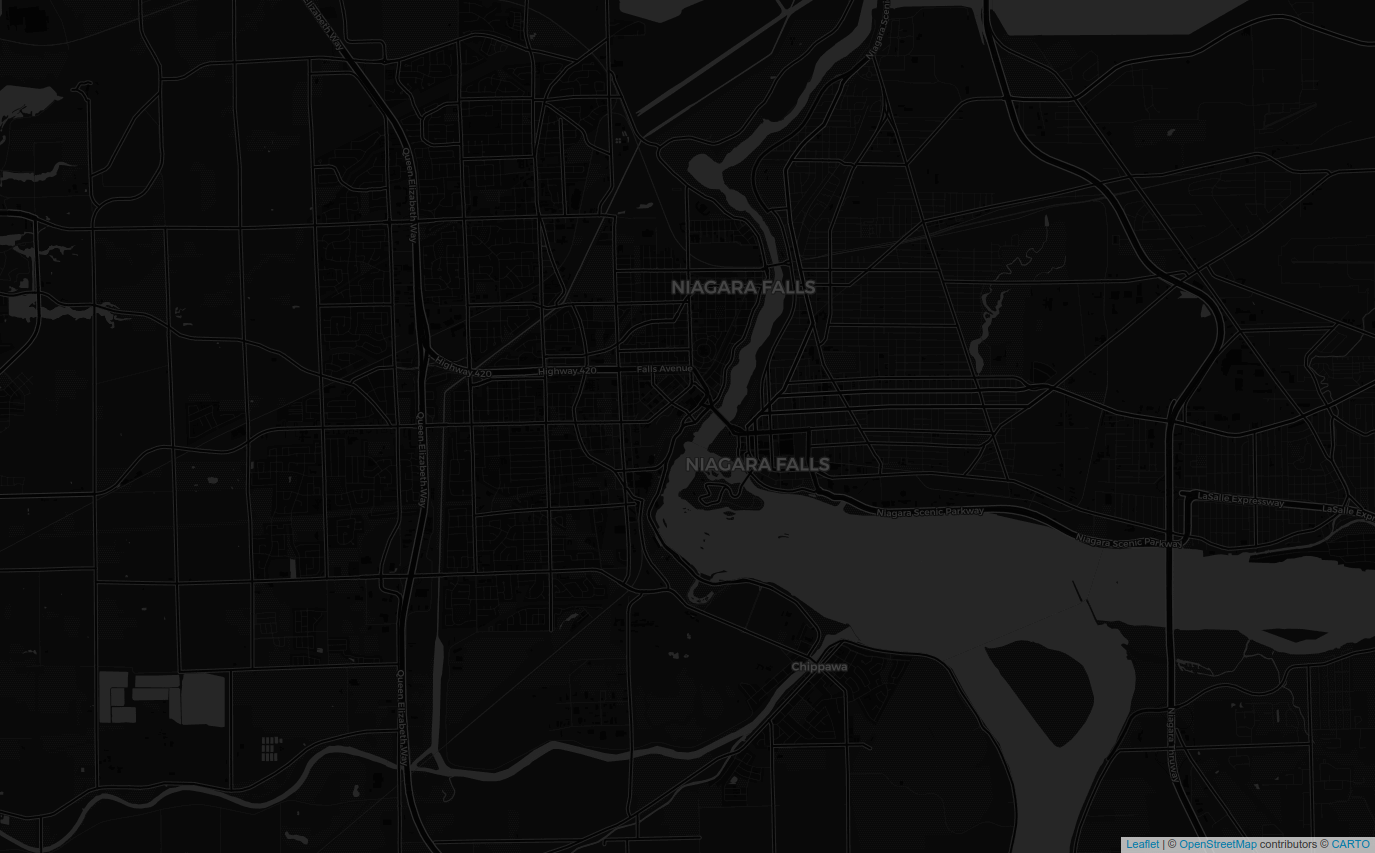 Elizabeth Way
Niagara Scenic
Queen Elizabeth Way
NIAGARA FALLS
Highway 420
Highway 420
Falls Avenue
Queen Elizabeth Way
NIAGARA FALLS
LaSalle Expressway
LaSalle Expr
Niagara Scenic Parkway
Niagara Scenic Parkway
Chippawa
Queen Elizabeth Way
Niagara Thruway
Leaflet | © OpenStreetMap contributors © CARTO